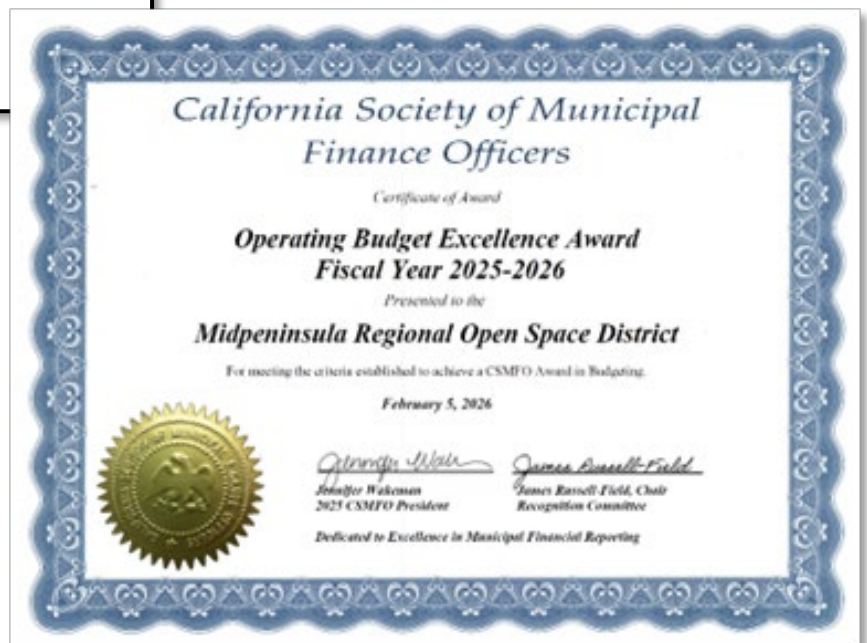 California Society of Municipal
Finance Officers
Certificate of Award
Operating Budget Excellence Award
Fiscal Year 2025-2026
Presented to the
Midpeninsula Regional Open Space District
For meeting the criteria established to achieve a CSMFO Award in Budgeting.
February 5, 2026
Jennifer Wakeman
2025 CSMFO President
James Russell-Field, Chair
Recognition Committee
Dedicated to Excellence in Municipal Financial Reporting